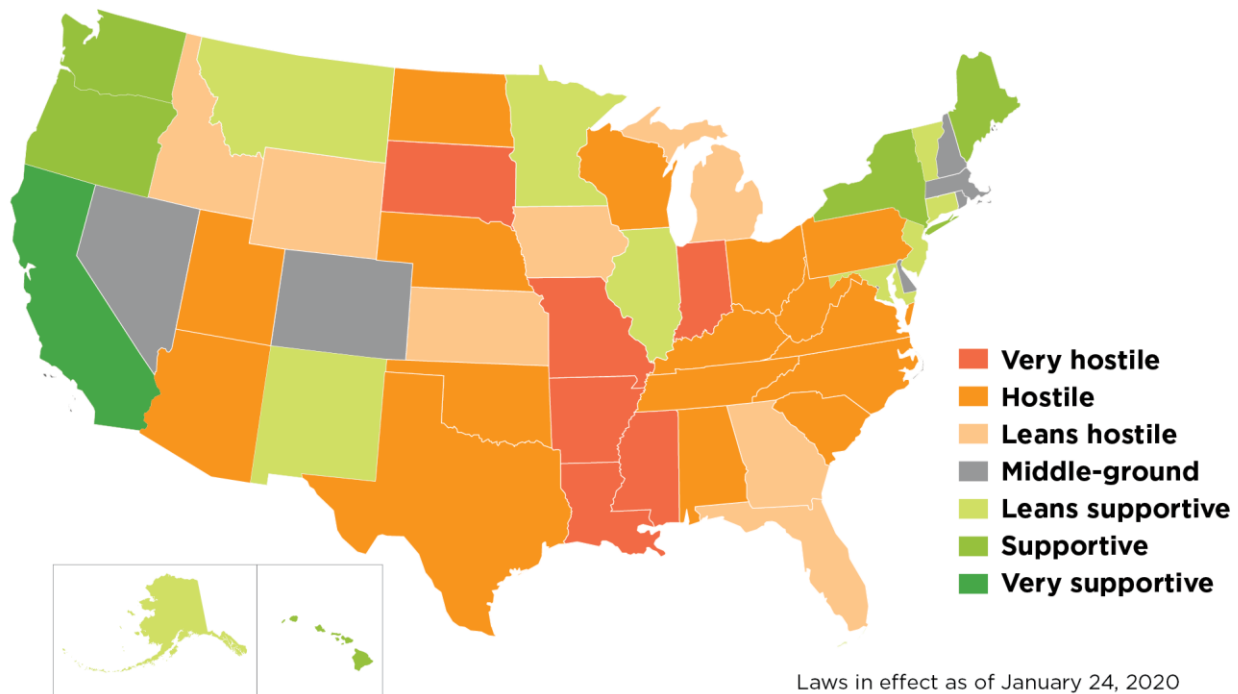 Very hostile
Hostile
Leans hostile
Middle-ground
Leans supportive
Supportive
Very supportive
Laws in effect as of January 24, 2020